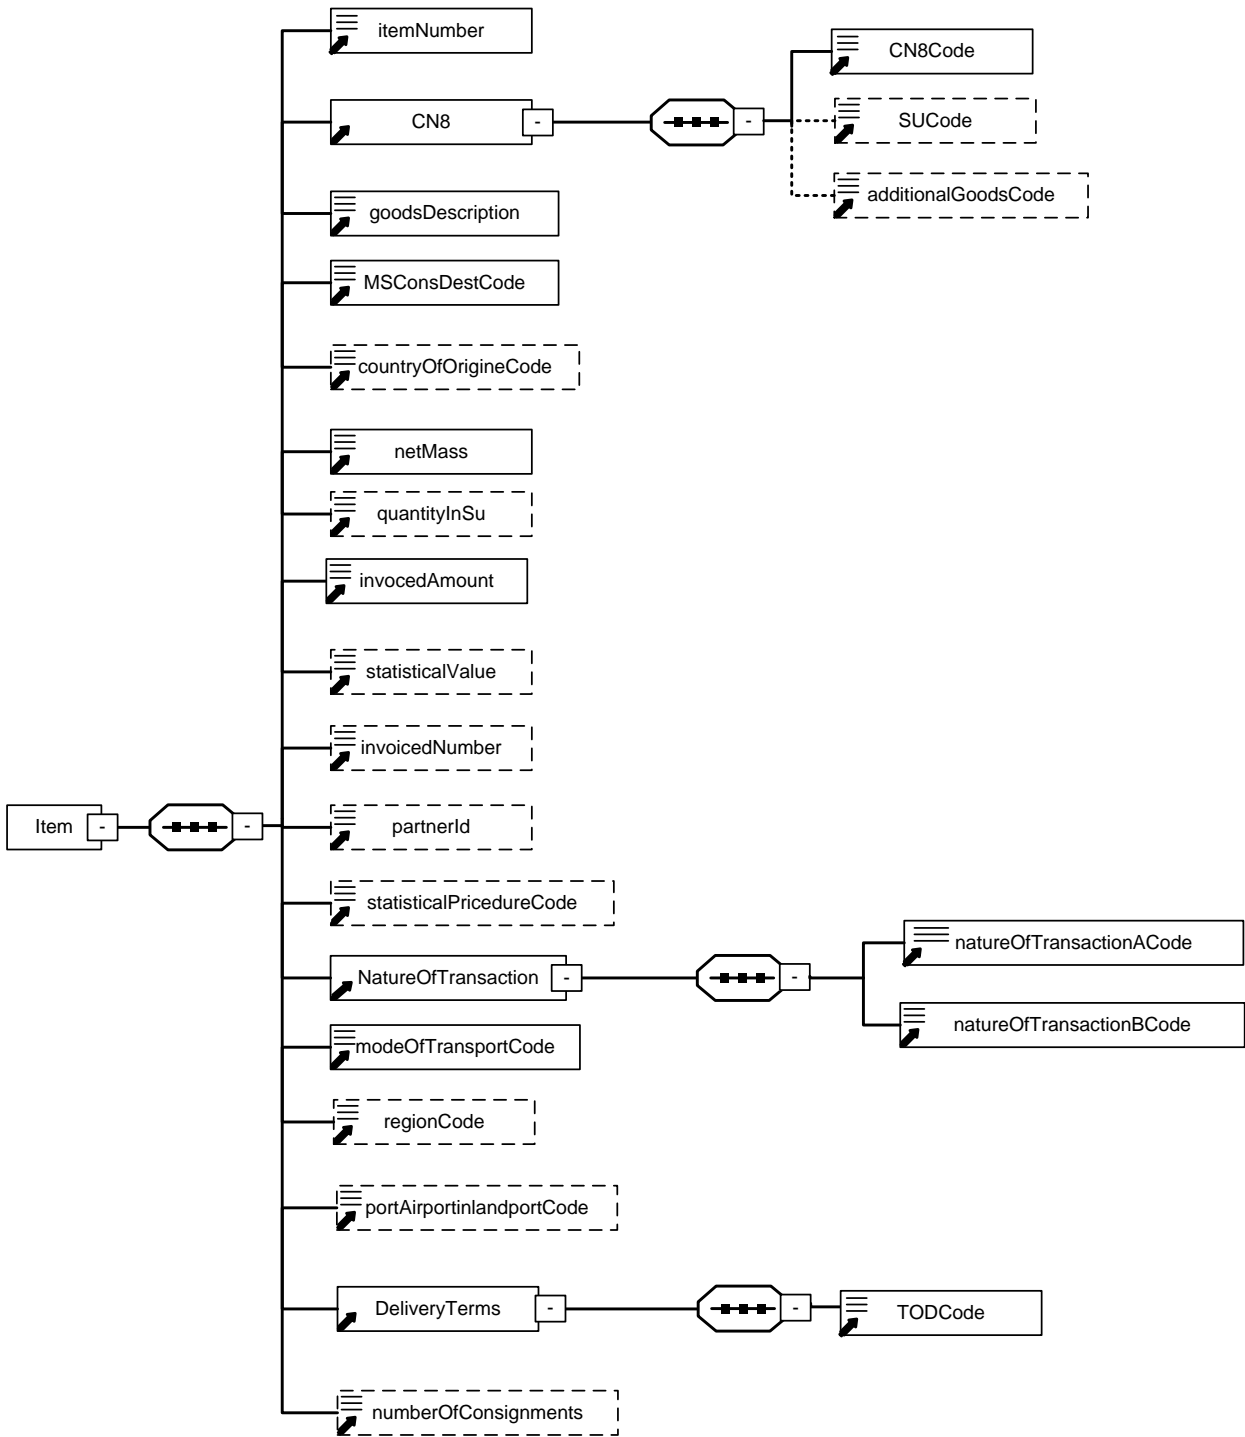 itemNumber
CN8
CN8Code
SUCode
additionalGoodsCode
goodsDescription
MSConsDestCode
countryOfOrigineCode
netMass
quantityInSu
invocedAmount
statisticalValue
invoicedNumber
Item
partnerId
statisticalPricedureCode
NatureOfTransaction
natureOfTransactionACode
natureOfTransactionBCode
modeOfTransportCode
regionCode
portAirportinlandportCode
DeliveryTerms
TODCode
numberOfConsignments